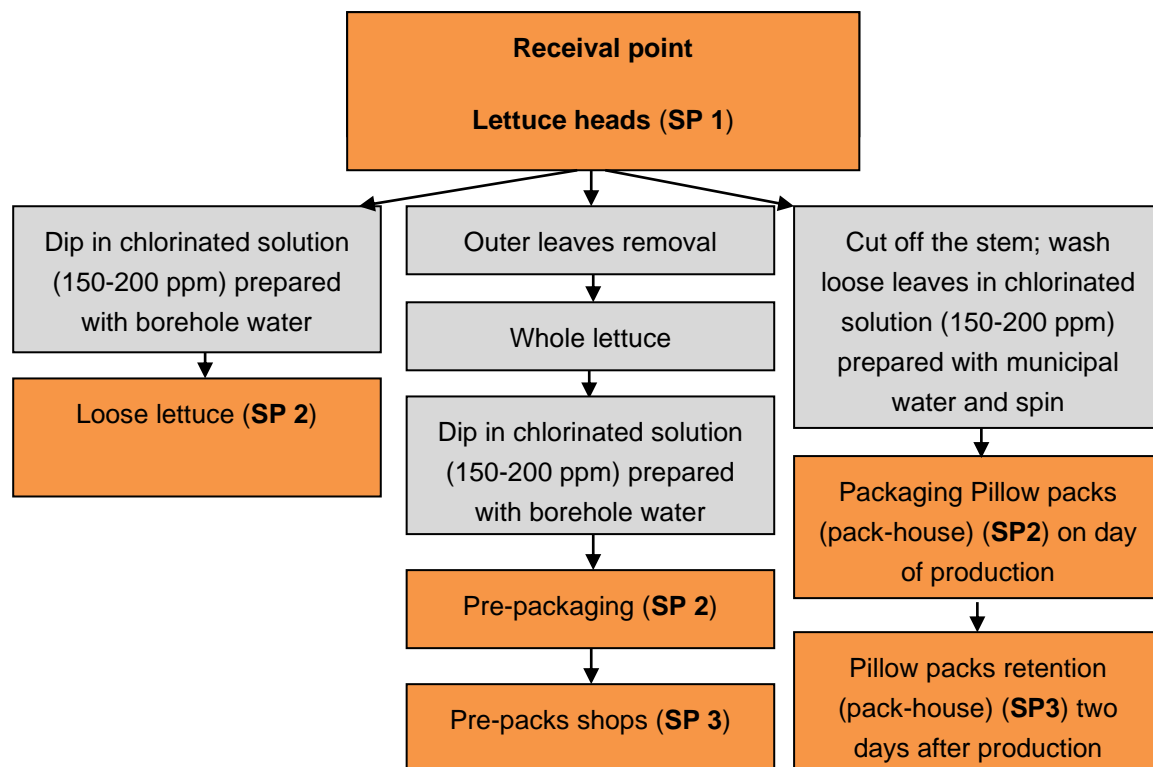 Receival point
Lettuce heads (SP 1)
Dip in chlorinated solution
(150-200 ppm) prepared
with borehole water
Loose lettuce (SP 2)
Outer leaves removal
Whole lettuce
Dip in chlorinated solution
(150-200 ppm) prepared
with borehole water
Pre-packaging (SP 2)
Pre-packs shops (SP 3)
Cut off the stem; wash
loose leaves in chlorinated
solution (150-200 ppm)
prepared with municipal
water and spin
Packaging Pillow packs
(pack-house) (SP2) on day
of production
Pillow packs retention
(pack-house) (SP3) two
days after production